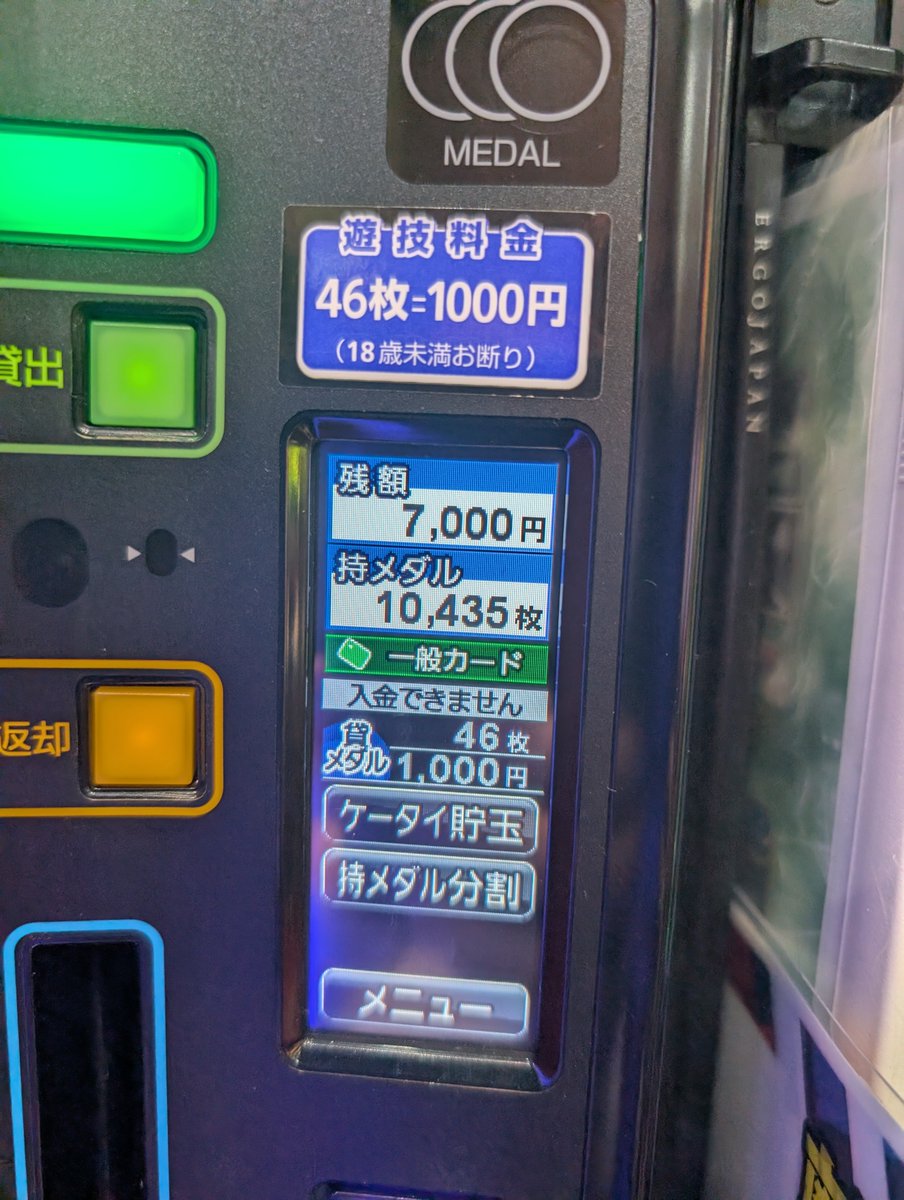 MEDAL
遊技料金
46枚=1000円
(18歳未満お断り)
ERGOJAPAN
貸出
残額
7,000円
持メダル
10,435枚
一般カード
入金できません
貸メダル
46枚
1,000円
返却
ケータイ貯玉
持メダル分割
メニュー